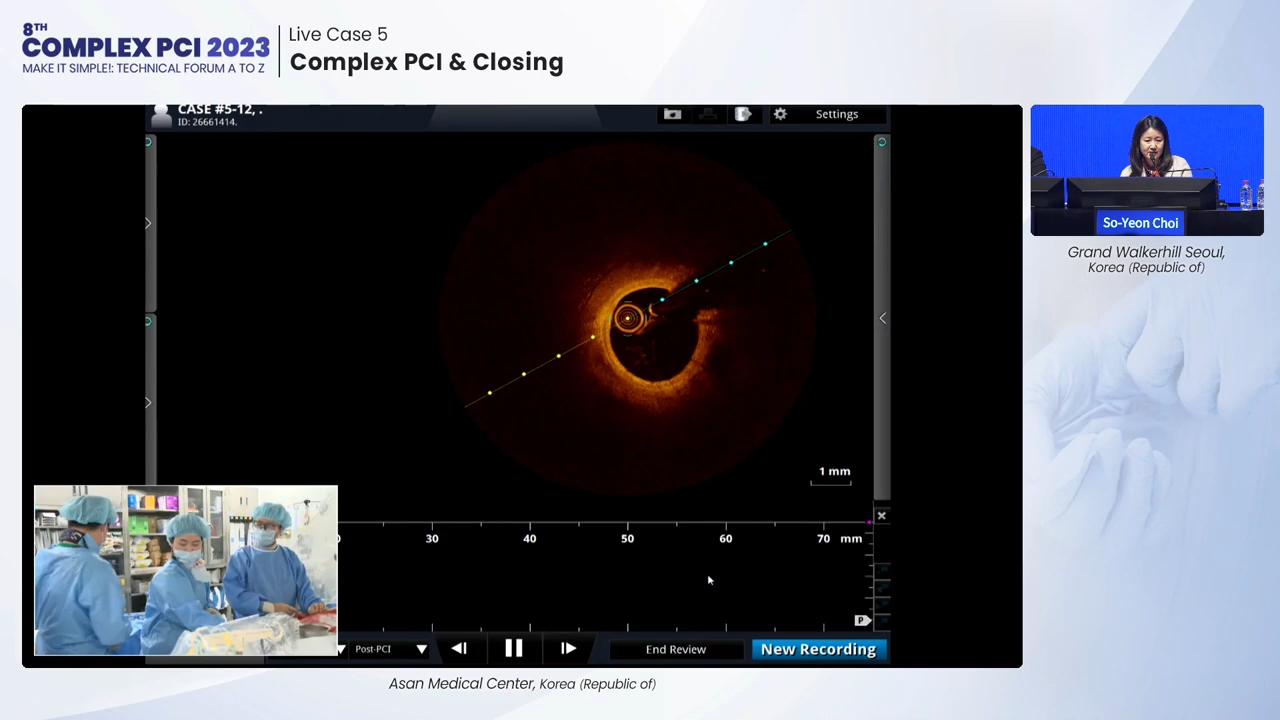 8TH
COMPLEX PCI 2023
MAKE IT SIMPLE!: TECHNICAL FORUM A TO Z
Live Case 5
Complex PCI & Closing
CASE #5-12, .
ID: 26661414.
Settings
So-Yeon Choi
Grand Walkerhill Seoul,
Korea (Republic of)
1 mm
30 40 50 60 70 mm
P
Post-PCI
End Review
New Recording
Asan Medical Center, Korea (Republic of)